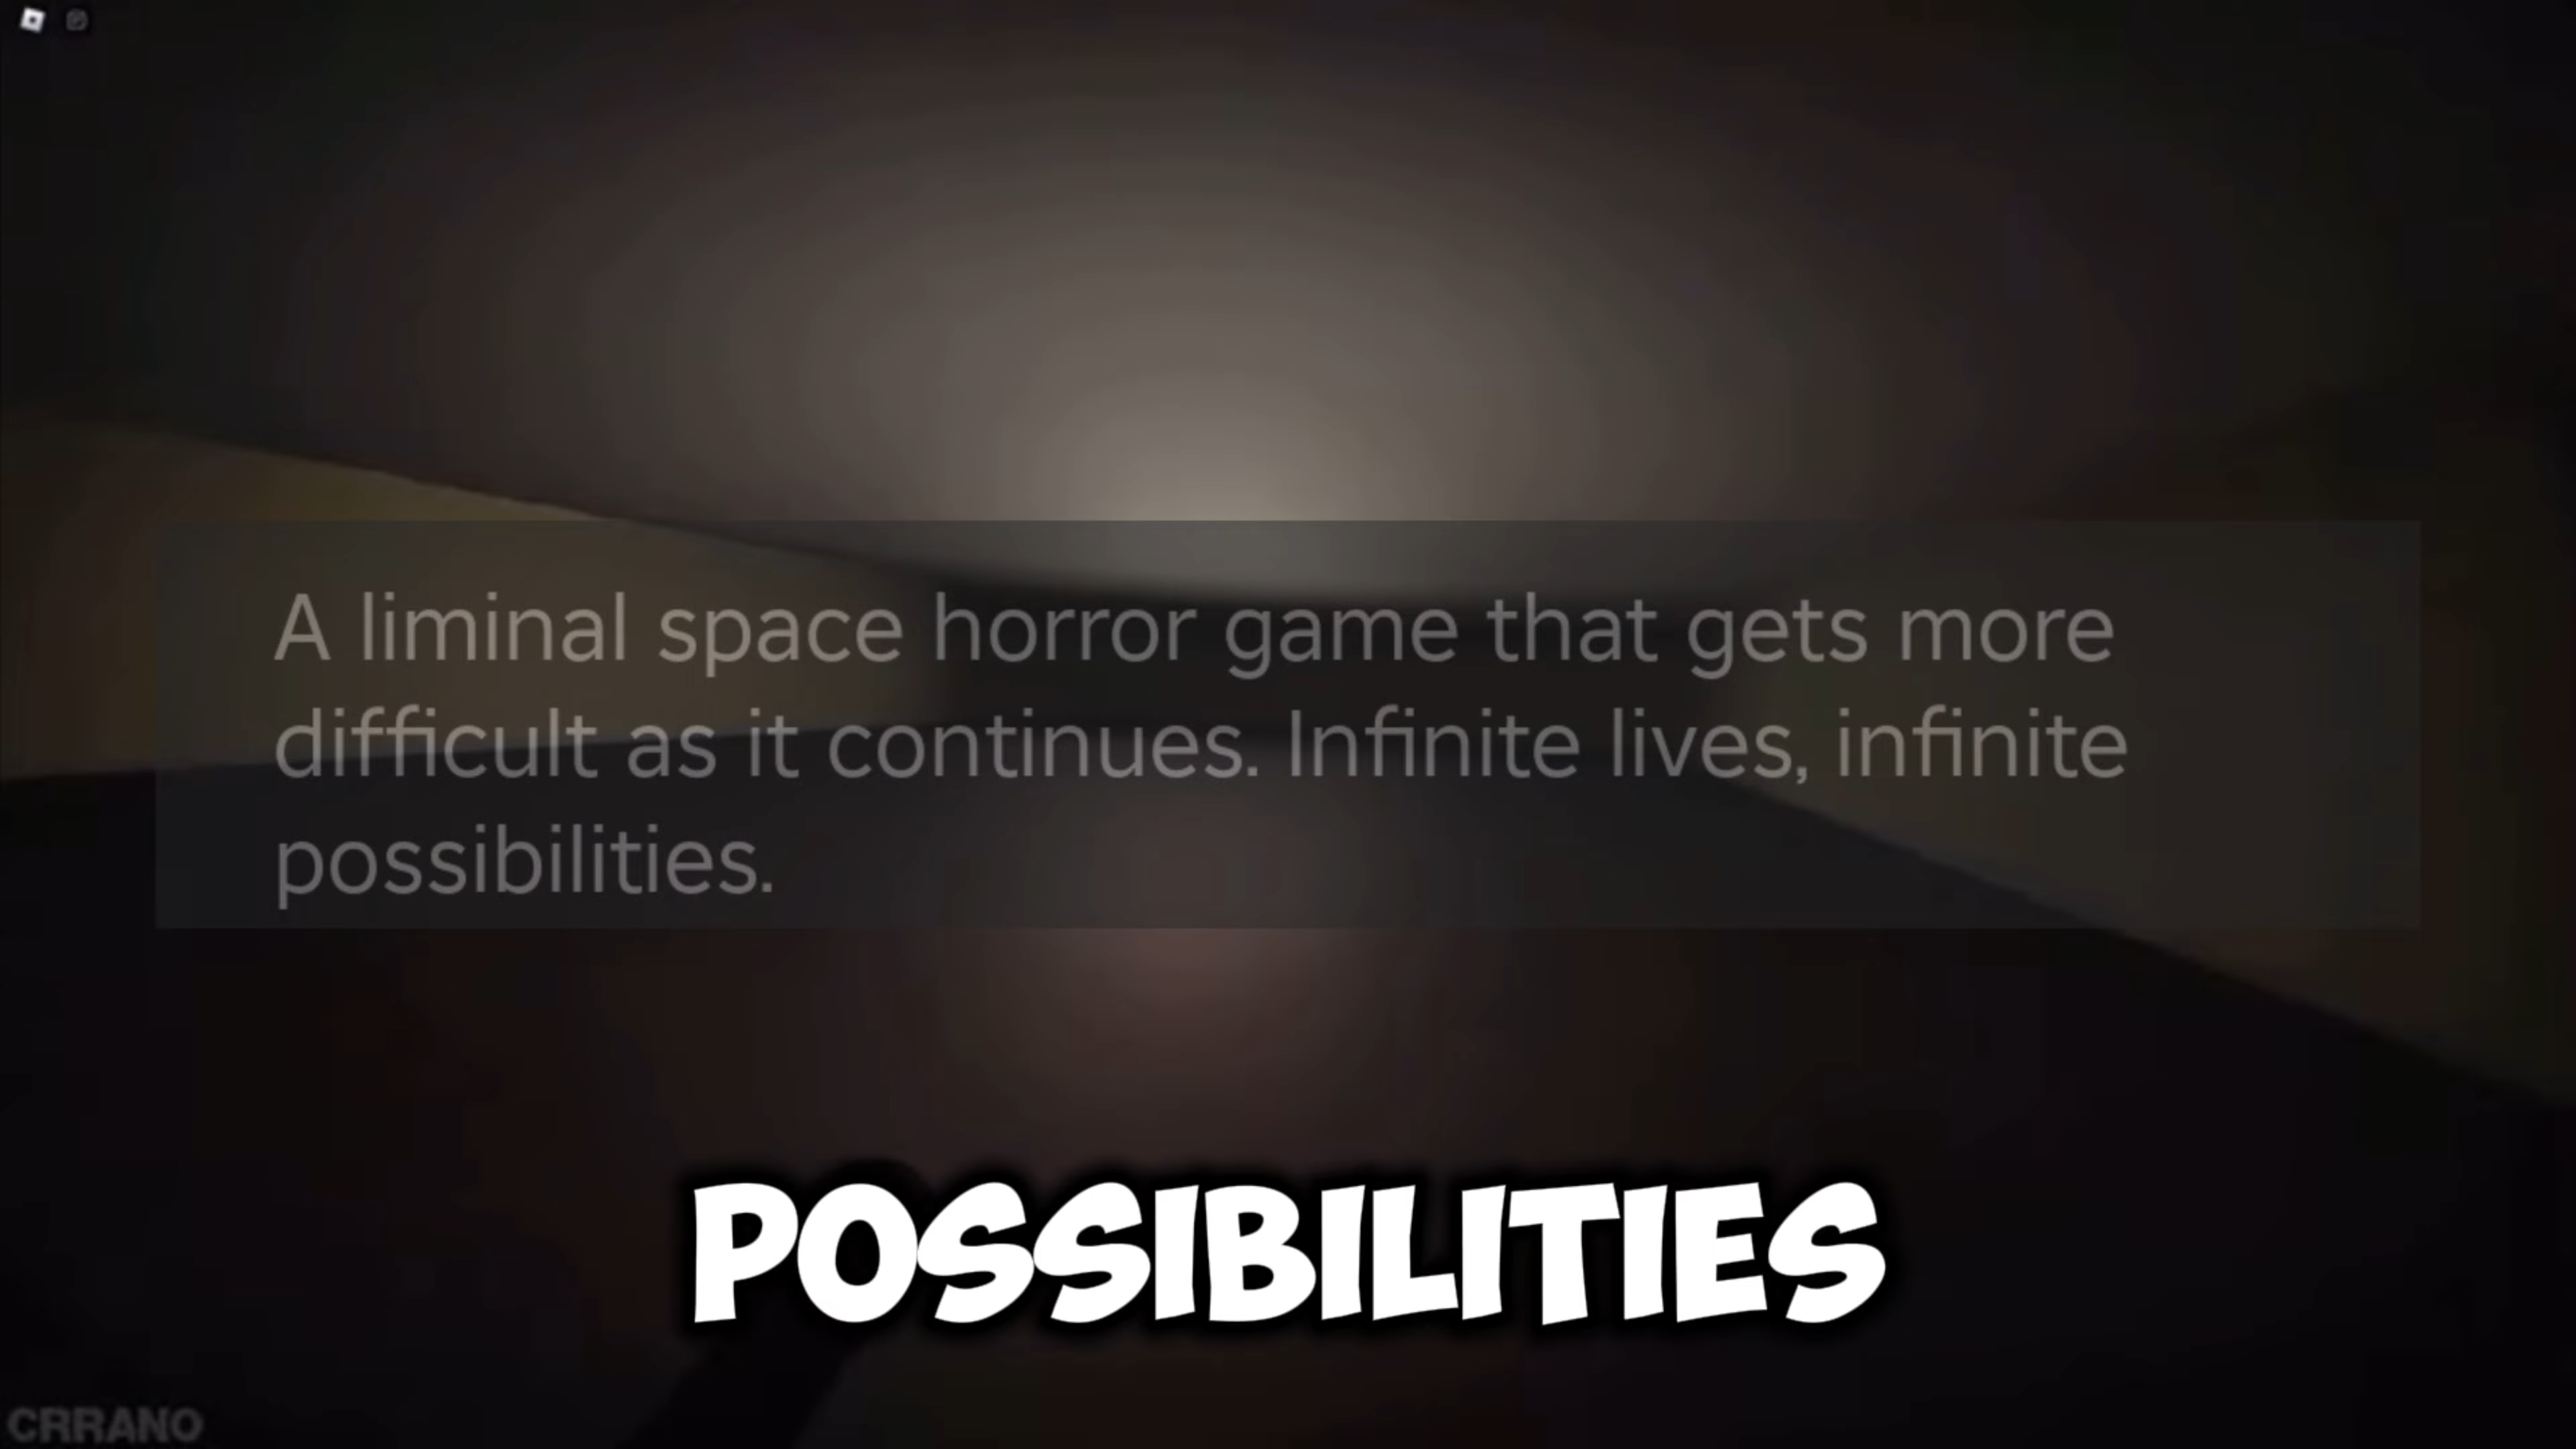 A liminal space horror game that gets more
difficult as it continues. Infinite lives, infinite
possibilities.
POSSIBILITIES
CRRANO